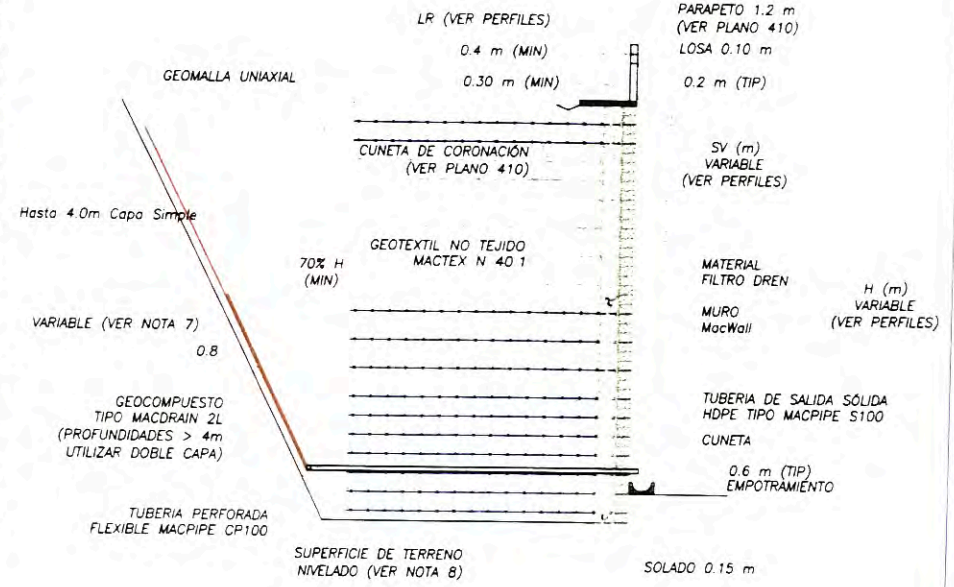 LR (VER PERFILES)
PARAPETO 1.2 m
(VER PLANO 410)
0.4 m (MIN)
LOSA 0.10 m
GEOMALLA UNIAXIAL
0.30 m (MIN)
0.2 m (TIP)
CUNETA DE CORONACIÓN
(VER PLANO 410)
SV (m)
VARIABLE
(VER PERFILES)
Hasta 4.0m Capa Simple
GEOTEXTIL NO TEJIDO
MACTEX N 40 1
70% H
(MIN)
MATERIAL
FILTRO DREN
H (m)
VARIABLE
(VER PERFILES)
MURO
MacWall
VARIABLE (VER NOTA 7)
0.8
GEOCOMPUESTO
TIPO MACDRAIN 2L
(PROFUNDIDADES > 4m
UTILIZAR DOBLE CAPA)
TUBERIA DE SALIDA SÓLIDA
HDPE TIPO MACPIPE S100
CUNETA
0.6 m (TIP)
EMPOTRAMIENTO
TUBERIA PERFORADA
FLEXIBLE MACPIPE CP100
SUPERFICIE DE TERRENO
NIVELADO (VER NOTA 8)
SOLADO 0.15 m